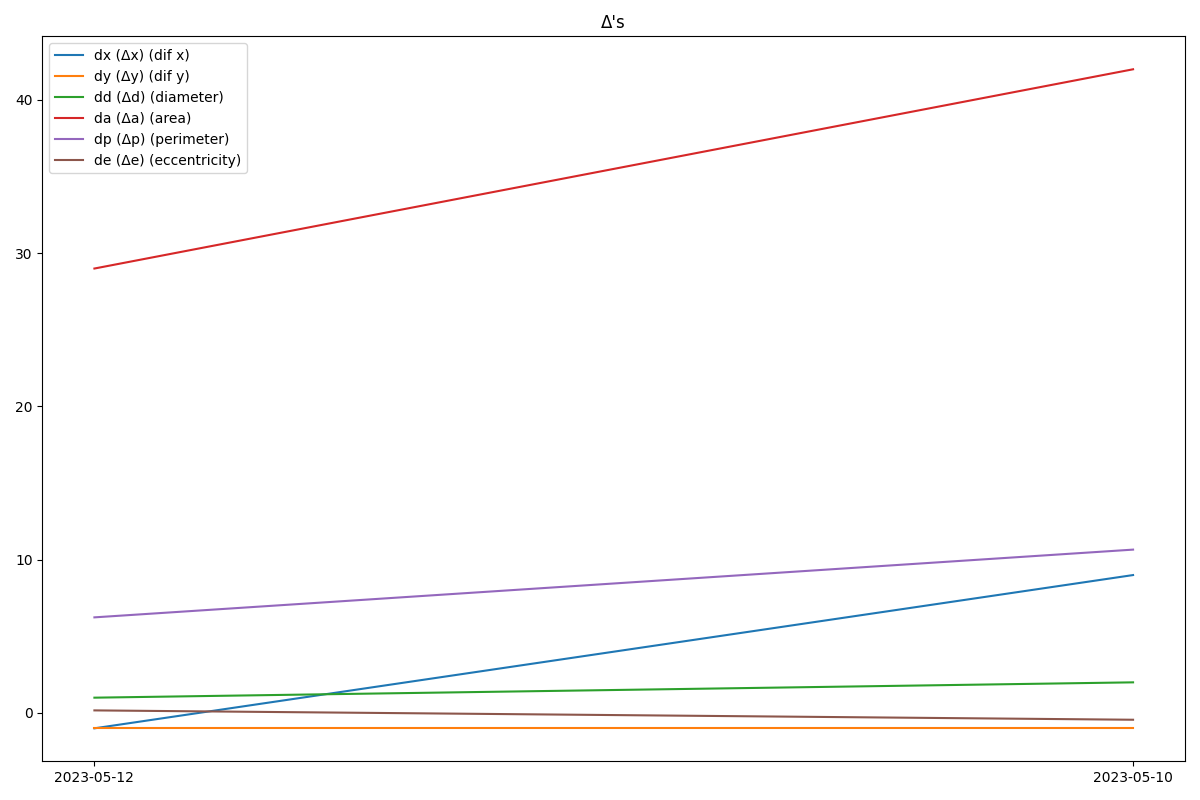 Δ's
dx (Δx) (dif x)
dy (Δy) (dif y)
dd (Δd) (diameter)
da (Δa) (area)
dp (Δp) (perimeter)
de (Δe) (eccentricity)
40
30
20
10
0
2023-05-12
2023-05-10